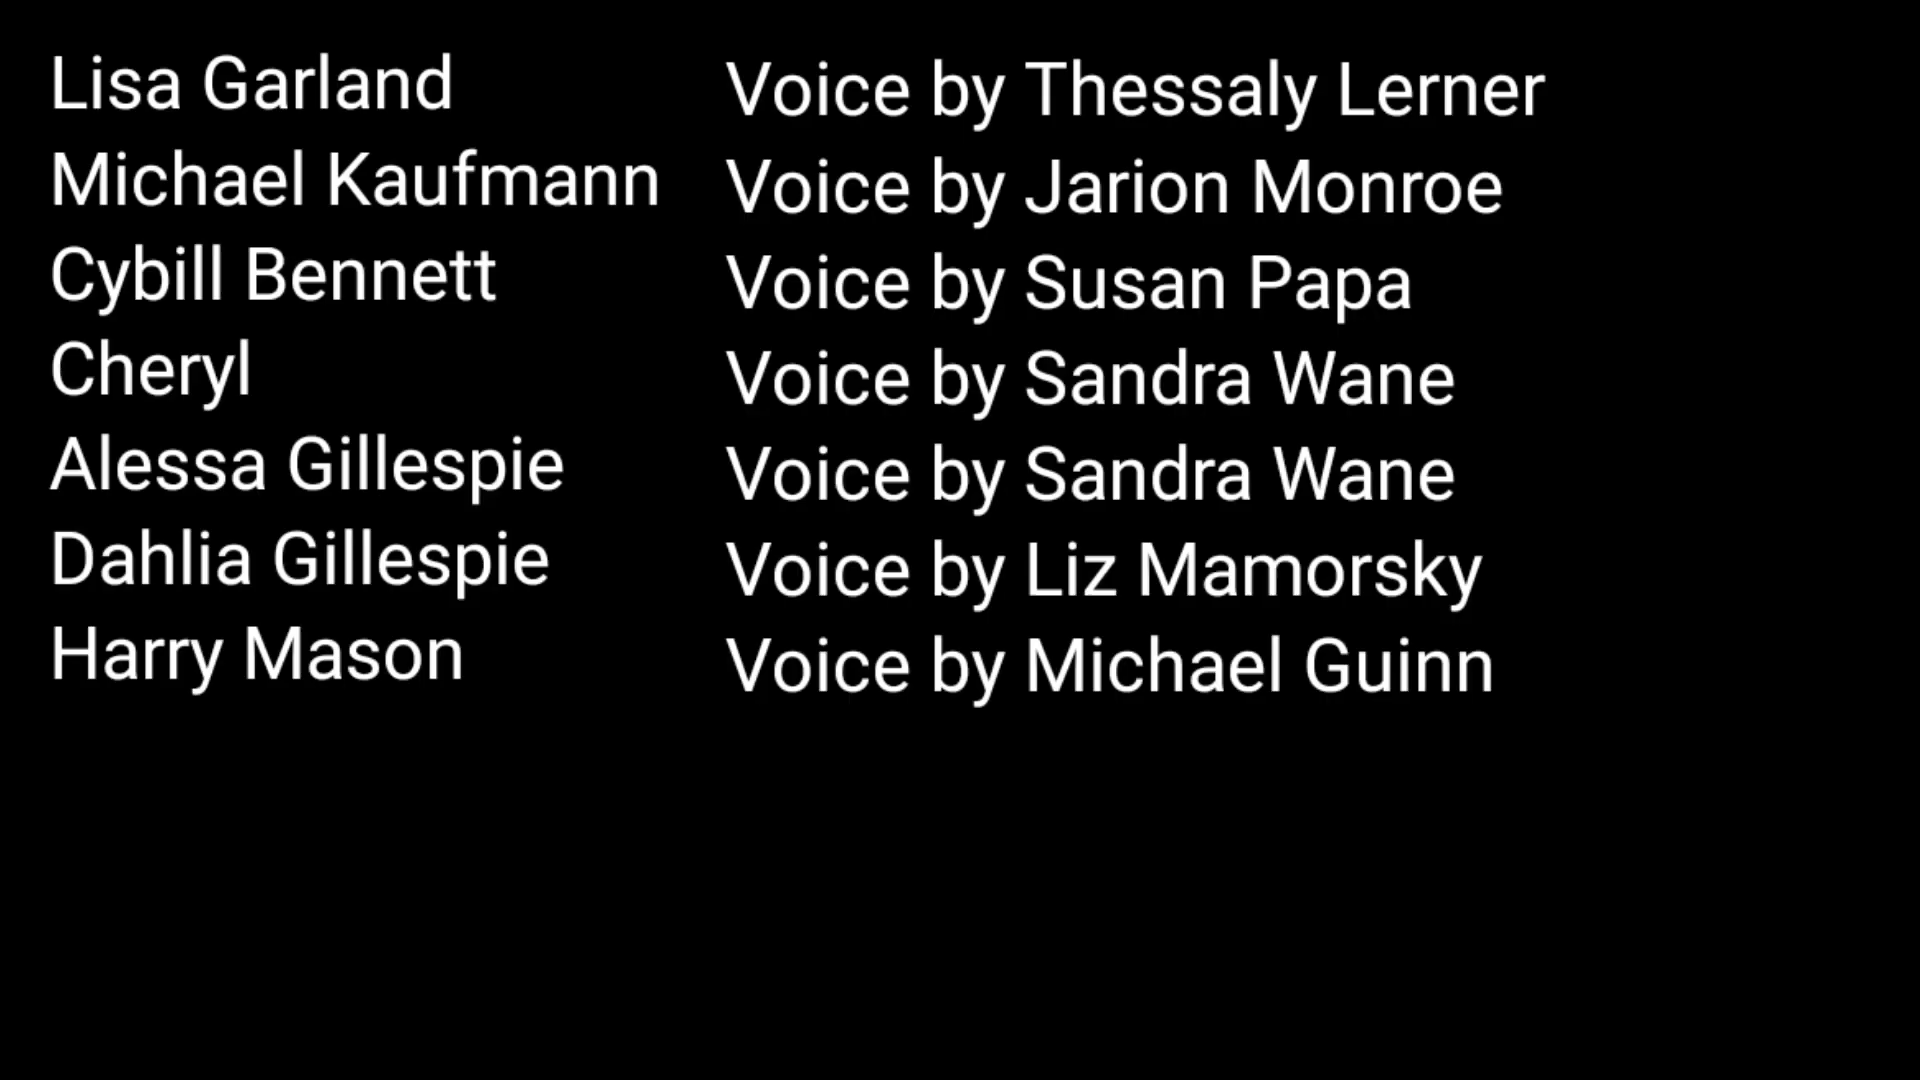 Lisa Garland Voice by Thessaly Lerner
Michael Kaufmann Voice by Jarion Monroe
Cybill Bennett Voice by Susan Papa
Cheryl Voice by Sandra Wane
Alessa Gillespie Voice by Sandra Wane
Dahlia Gillespie Voice by Liz Mamorsky
Harry Mason Voice by Michael Guinn